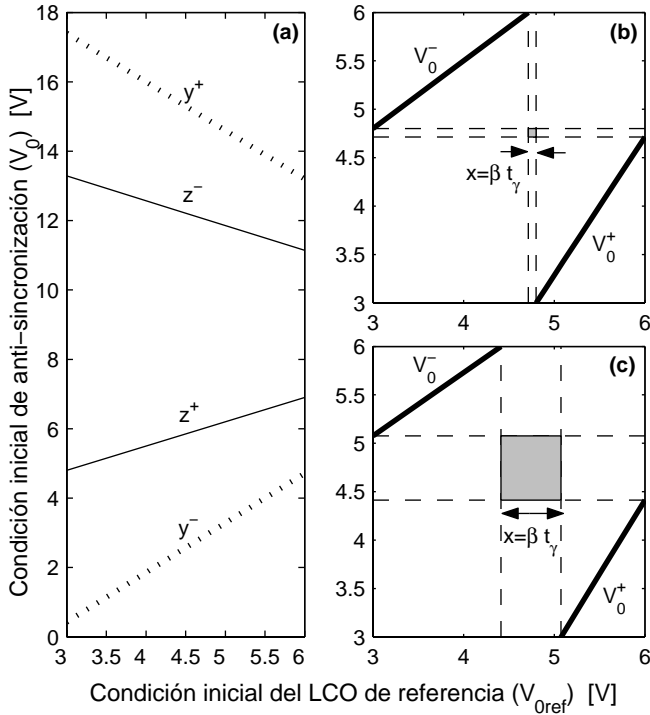 Condición inicial de anti−sincronización (V₀) [V]
(a)
18
16
14
12
10
8
6
4
2
0
y⁺
z⁻
z⁺
y⁻
3 3.5 4 4.5 5 5.5 6
(b)
6
5.5
5
4.5
4
3.5
3
V₀⁻
x=β t_γ
V₀⁺
3 4 5 6
(c)
6
5.5
5
4.5
4
3.5
3
V₀⁻
x=β t_γ
V₀⁺
3 4 5 6
Condición inicial del LCO de referencia (V₀ref) [V]